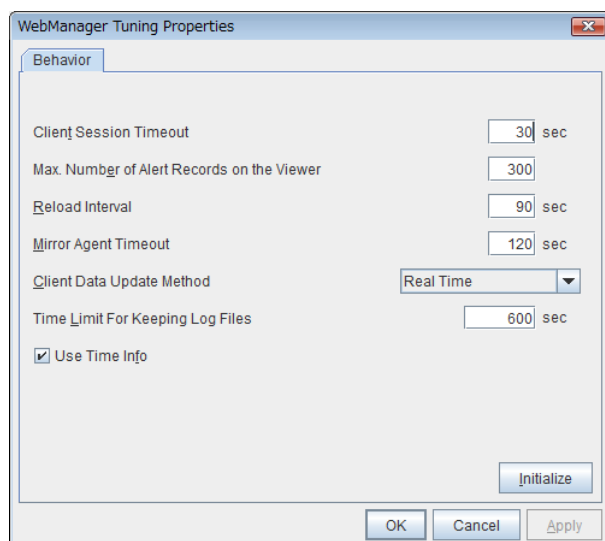 WebManager Tuning Properties
Behavior
Client Session Timeout 30 sec
Max. Number of Alert Records on the Viewer 300
Reload Interval 90 sec
Mirror Agent Timeout 120 sec
Client Data Update Method Real Time
Time Limit For Keeping Log Files 600 sec
Use Time Info
Initialize
OK Cancel Apply